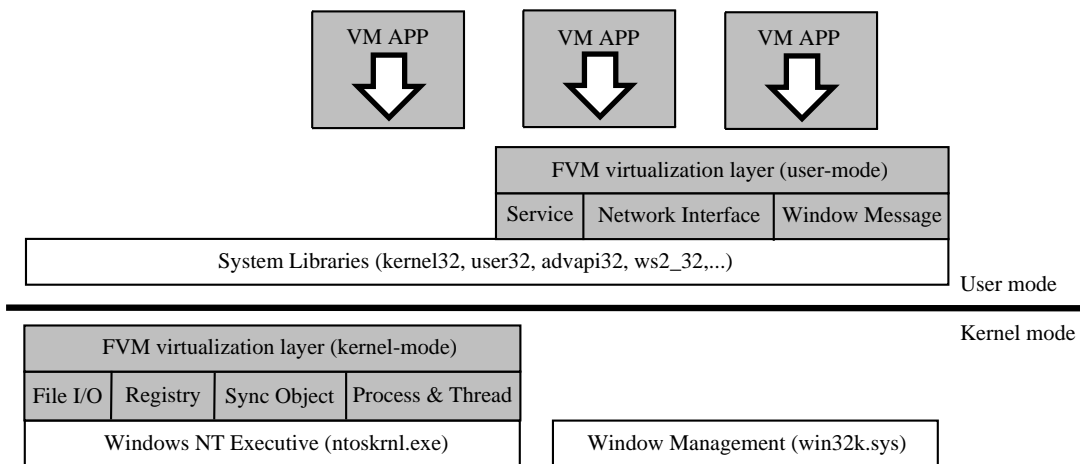 VM APP
VM APP
VM APP
FVM virtualization layer (user-mode)
Service
Network Interface
Window Message
System Libraries (kernel32, user32, advapi32, ws2_32,...)
User mode
Kernel mode
FVM virtualization layer (kernel-mode)
File I/O
Registry
Sync Object
Process & Thread
Windows NT Executive (ntoskrnl.exe)
Window Management (win32k.sys)